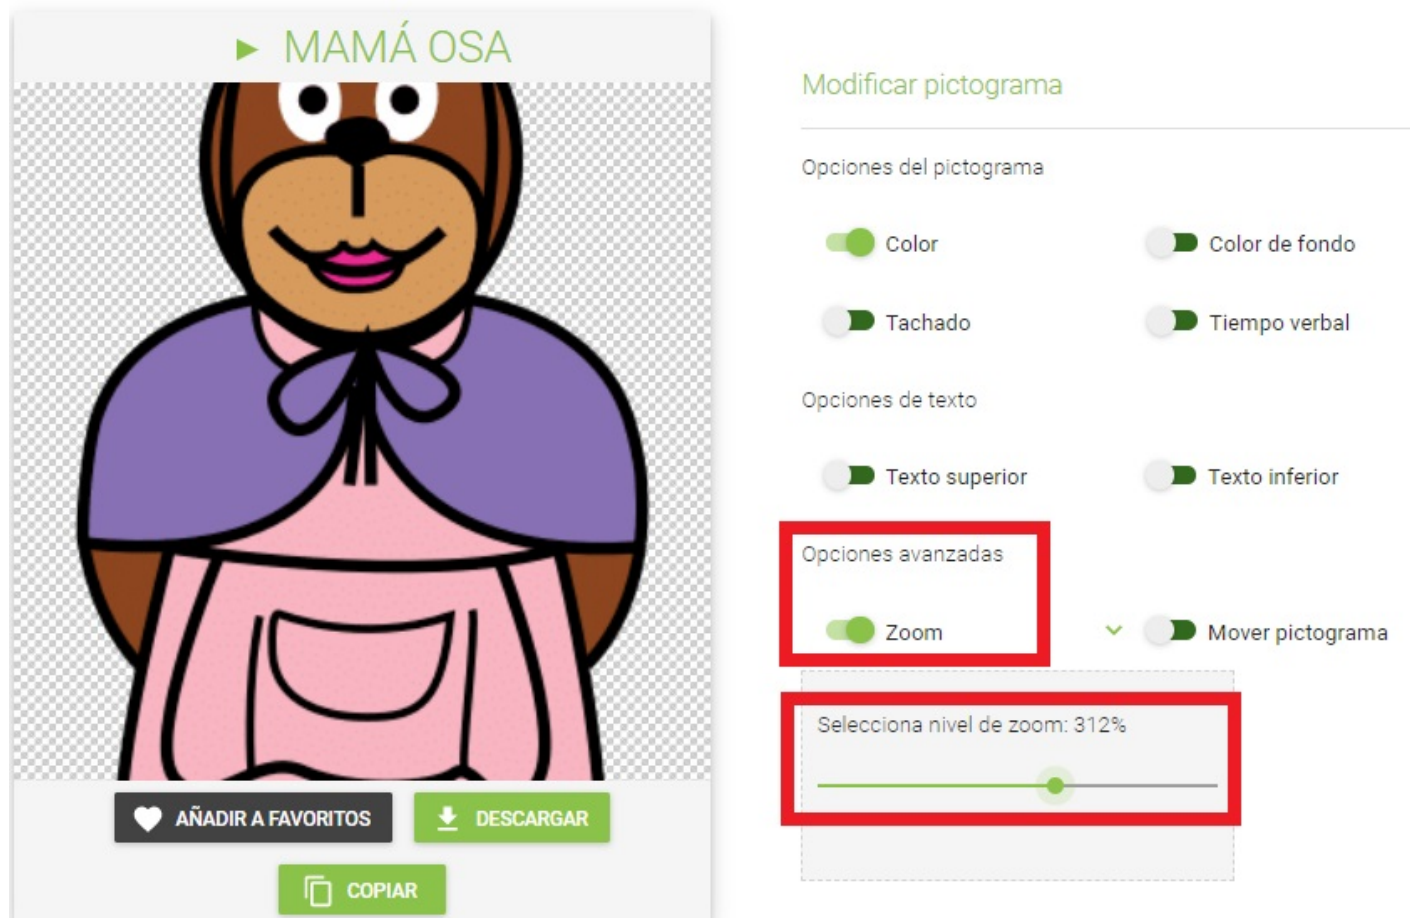 MAMÁ OSA
AÑADIR A FAVORITOS
DESCARGAR
COPIAR
Modificar pictograma
Opciones del pictograma
Color
Color de fondo
Tachado
Tiempo verbal
Opciones de texto
Texto superior
Texto inferior
Opciones avanzadas
Zoom
Mover pictograma
Selecciona nivel de zoom: 312%